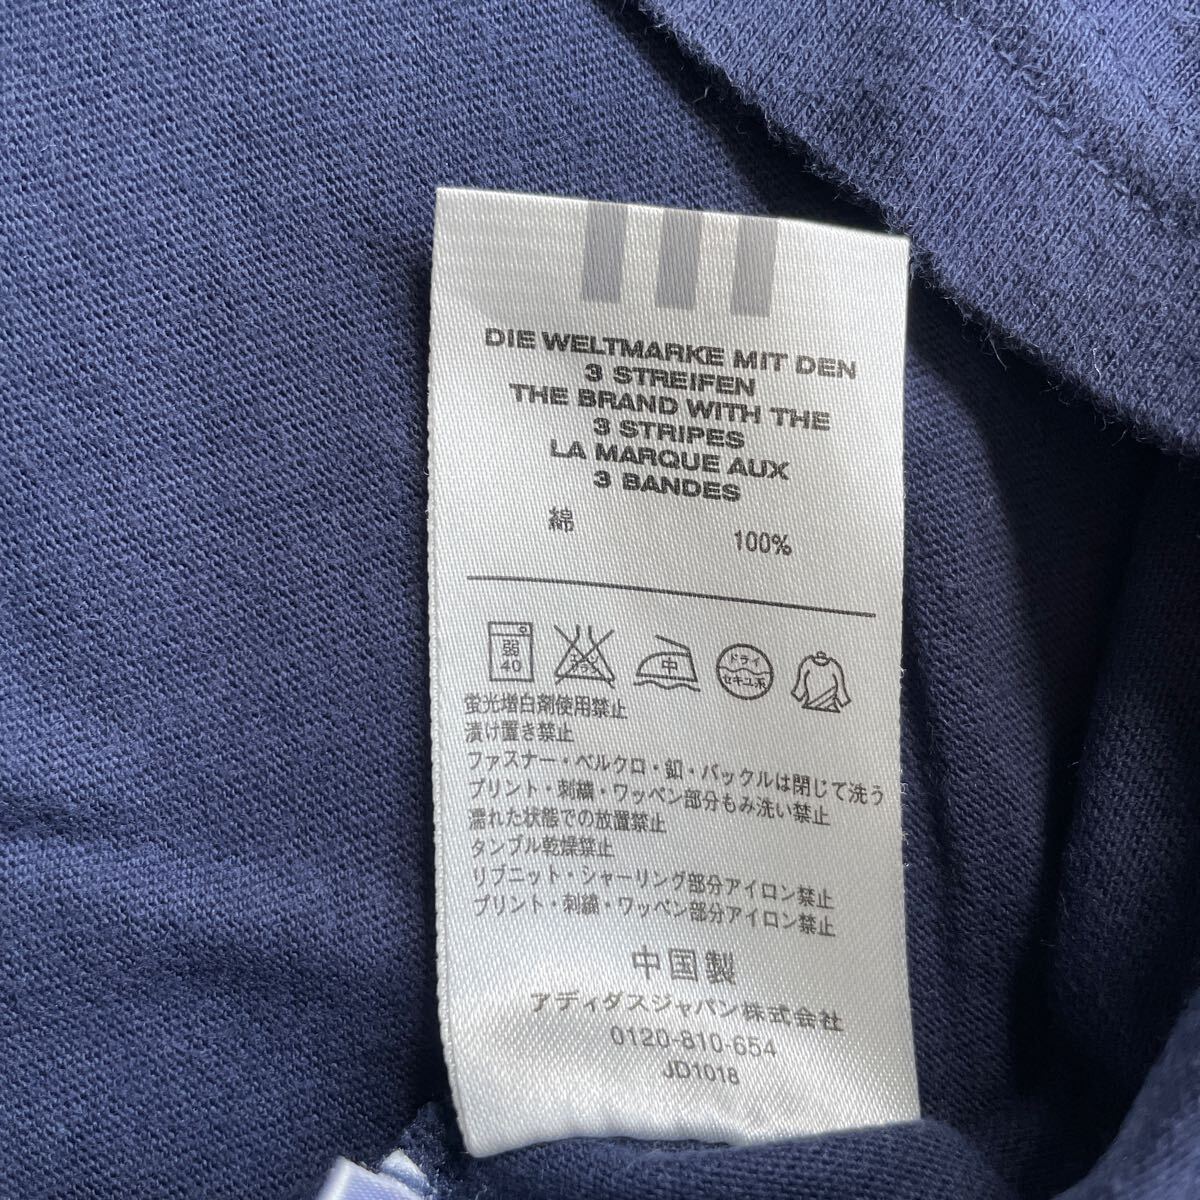 DIE WELTMARKE MIT DEN
3 STREIFEN
THE BRAND WITH THE
3 STRIPES
LA MARQUE AUX
3 BANDES
綿 100%
弱
40
エンソ
サラシ
中
ドライ
セキユ系
蛍光増白剤使用禁止
漬け置き禁止
ファスナー・ベルクロ・釦・バックルは閉じて洗う
プリント・刺繍・ワッペン部分もみ洗い禁止
濡れた状態での放置禁止
タンブル乾燥禁止
リブニット・シャーリング部分アイロン禁止
プリント・刺繍・ワッペン部分アイロン禁止
中国製
アディダスジャパン株式会社
0120-810-654
JD1018